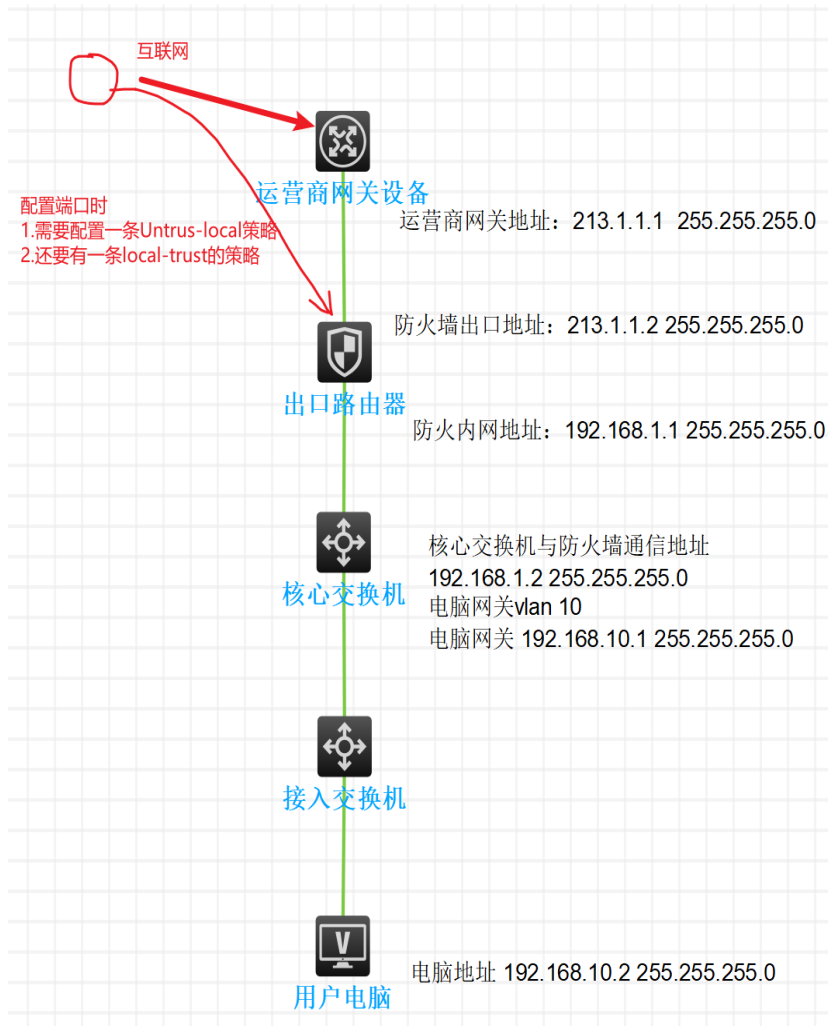 互联网
运营商网关设备
配置端口时
1.需要配置一条Untrus-local策略
2.还要有一条local-trust的策略
运营商网关地址：213.1.1.1 255.255.255.0
防火墙出口地址：213.1.1.2 255.255.255.0
出口路由器
防火内网地址：192.168.1.1 255.255.255.0
核心交换机与防火墙通信地址
192.168.1.2 255.255.255.0
核心交换机
电脑网关vlan 10
电脑网关 192.168.10.1 255.255.255.0
接入交换机
V
电脑地址 192.168.10.2 255.255.255.0
用户电脑